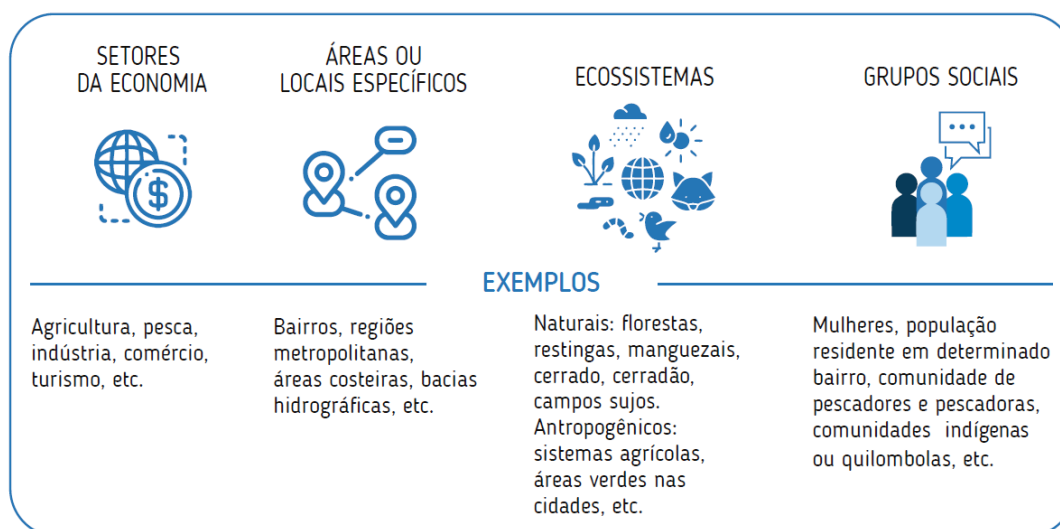 SETORES
DA ECONOMIA
ÁREAS OU
LOCAIS ESPECÍFICOS
ECOSSISTEMAS
GRUPOS SOCIAIS
$
EXEMPLOS
Agricultura, pesca,
indústria, comércio,
turismo, etc.
Bairros, regiões
metropolitanas,
áreas costeiras, bacias
hidrográficas, etc.
Naturais: florestas,
restingas, manguezais,
cerrado, cerradão,
campos sujos.
Antropogênicos:
sistemas agrícolas,
áreas verdes nas
cidades, etc.
Mulheres, população
residente em determinado
bairro, comunidade de
pescadores e pescadoras,
comunidades indígenas
ou quilombolas, etc.